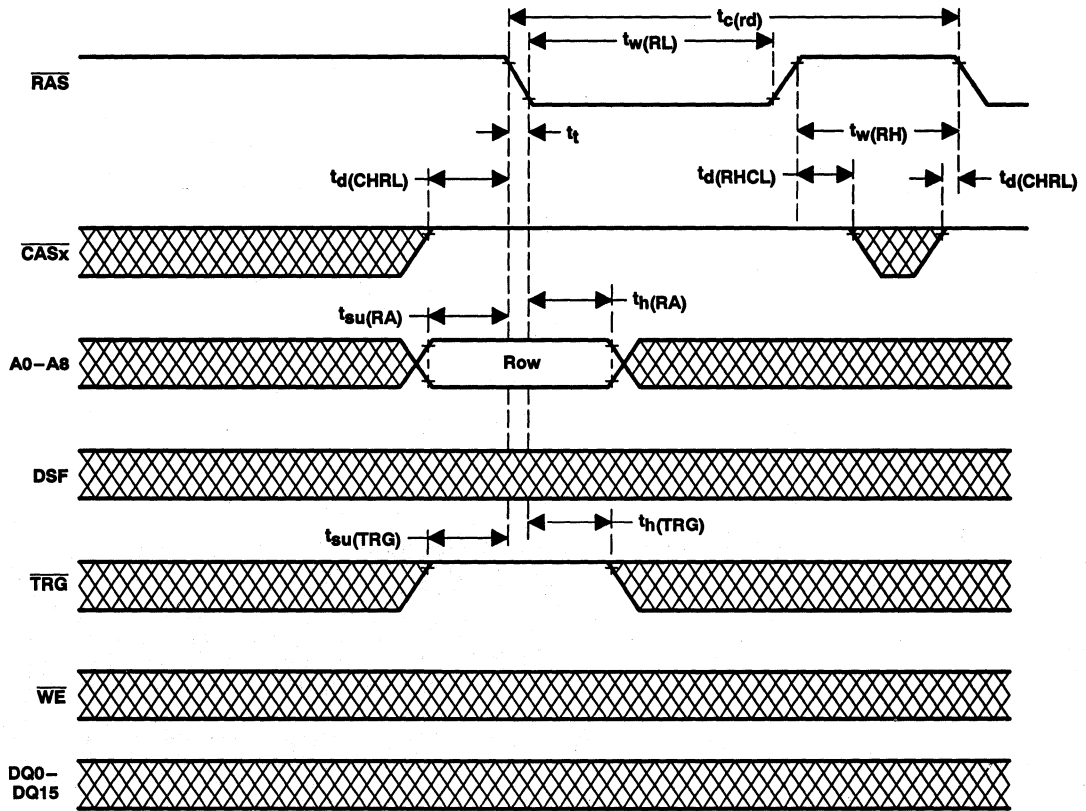 tc(rd)
tw(RL)
RAS
tt
tw(RH)
td(CHRL)
td(RHCL)
td(CHRL)
CASx
tsu(RA)
th(RA)
A0–A8
Row
DSF
tsu(TRG)
th(TRG)
TRG
WE
DQ0–
DQ15